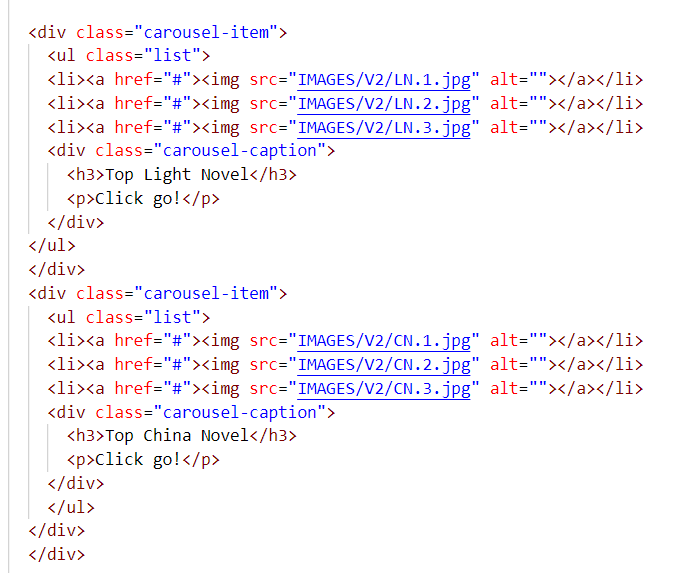 <div class="carousel-item">
<ul class="list">
<li><a href="#"><img src="IMAGES/V2/LN.1.jpg" alt=""></a></li>
<li><a href="#"><img src="IMAGES/V2/LN.2.jpg" alt=""></a></li>
<li><a href="#"><img src="IMAGES/V2/LN.3.jpg" alt=""></a></li>
<div class="carousel-caption">
<h3>Top Light Novel</h3>
<p>Click go!</p>
</div>
</ul>
</div>
<div class="carousel-item">
<ul class="list">
<li><a href="#"><img src="IMAGES/V2/CN.1.jpg" alt=""></a></li>
<li><a href="#"><img src="IMAGES/V2/CN.2.jpg" alt=""></a></li>
<li><a href="#"><img src="IMAGES/V2/CN.3.jpg" alt=""></a></li>
<div class="carousel-caption">
<h3>Top China Novel</h3>
<p>Click go!</p>
</div>
</ul>
</div>
</div>